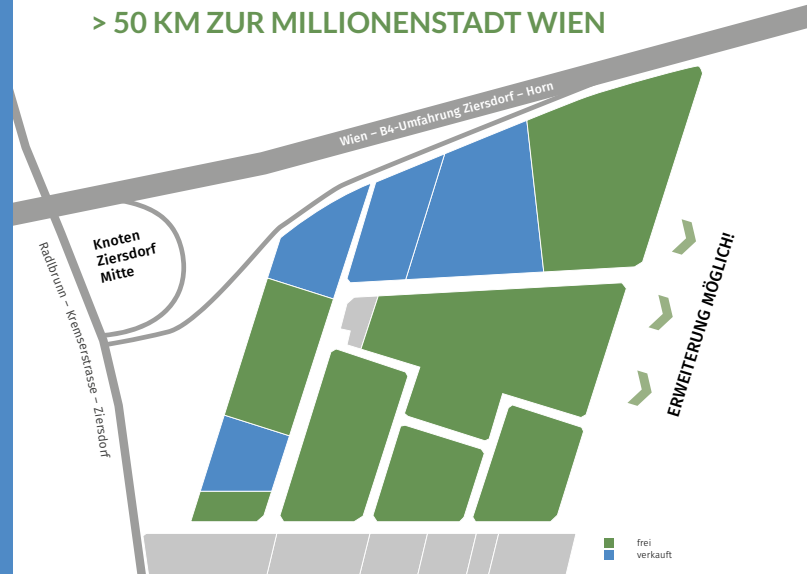 > 50 KM ZUR MILLIONENSTADT WIEN
Wien – B4-Umfahrung Ziersdorf – Horn
Knoten
Ziersdorf
Mitte
Radlbrunn – Kremserstrasse – Ziersdorf
ERWEITERUNG MÖGLICH!
frei
verkauft